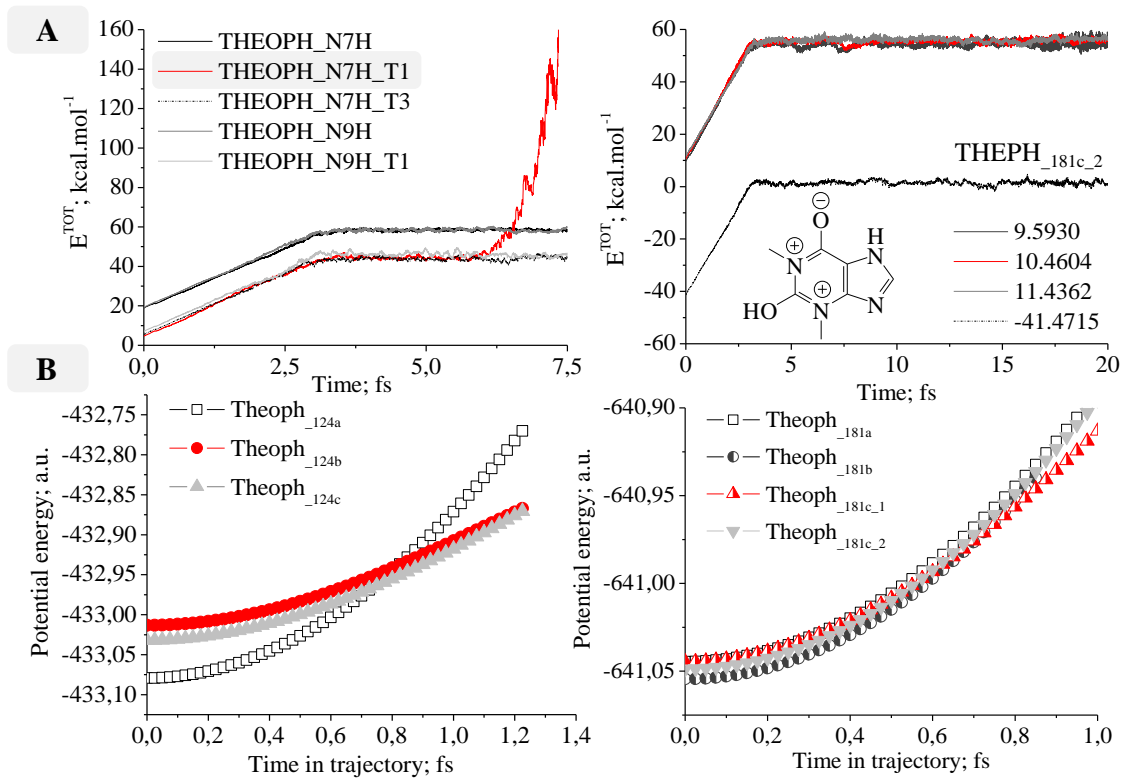 A
160
140
120
100
80
60
40
20
0
E^TOT; kcal.mol^-1
THEOPH_N7H
THEOPH_N7H_T1
THEOPH_N7H_T3
THEOPH_N9H
THEOPH_N9H_T1
0,0 2,5 5,0 7,5
Time; fs
60
40
20
0
-20
-40
-60
E^TOT; kcal.mol^-1
THEPH_181c_2
⊖
O
H
N
⊕
N
⊕
N
N
HO
9.5930
10.4604
11.4362
-41.4715
0 5 10 15 20
Time; fs
B
-432,75
-432,80
-432,85
-432,90
-432,95
-433,00
-433,05
-433,10
Potential energy; a.u.
Theoph_124a
Theoph_124b
Theoph_124c
0,0 0,2 0,4 0,6 0,8 1,0 1,2 1,4
Time in trajectory; fs
-640,90
-640,95
-641,00
-641,05
Potential energy; a.u.
Theoph_181a
Theoph_181b
Theoph_181c_1
Theoph_181c_2
0,0 0,2 0,4 0,6 0,8 1,0
Time in trajectory; fs